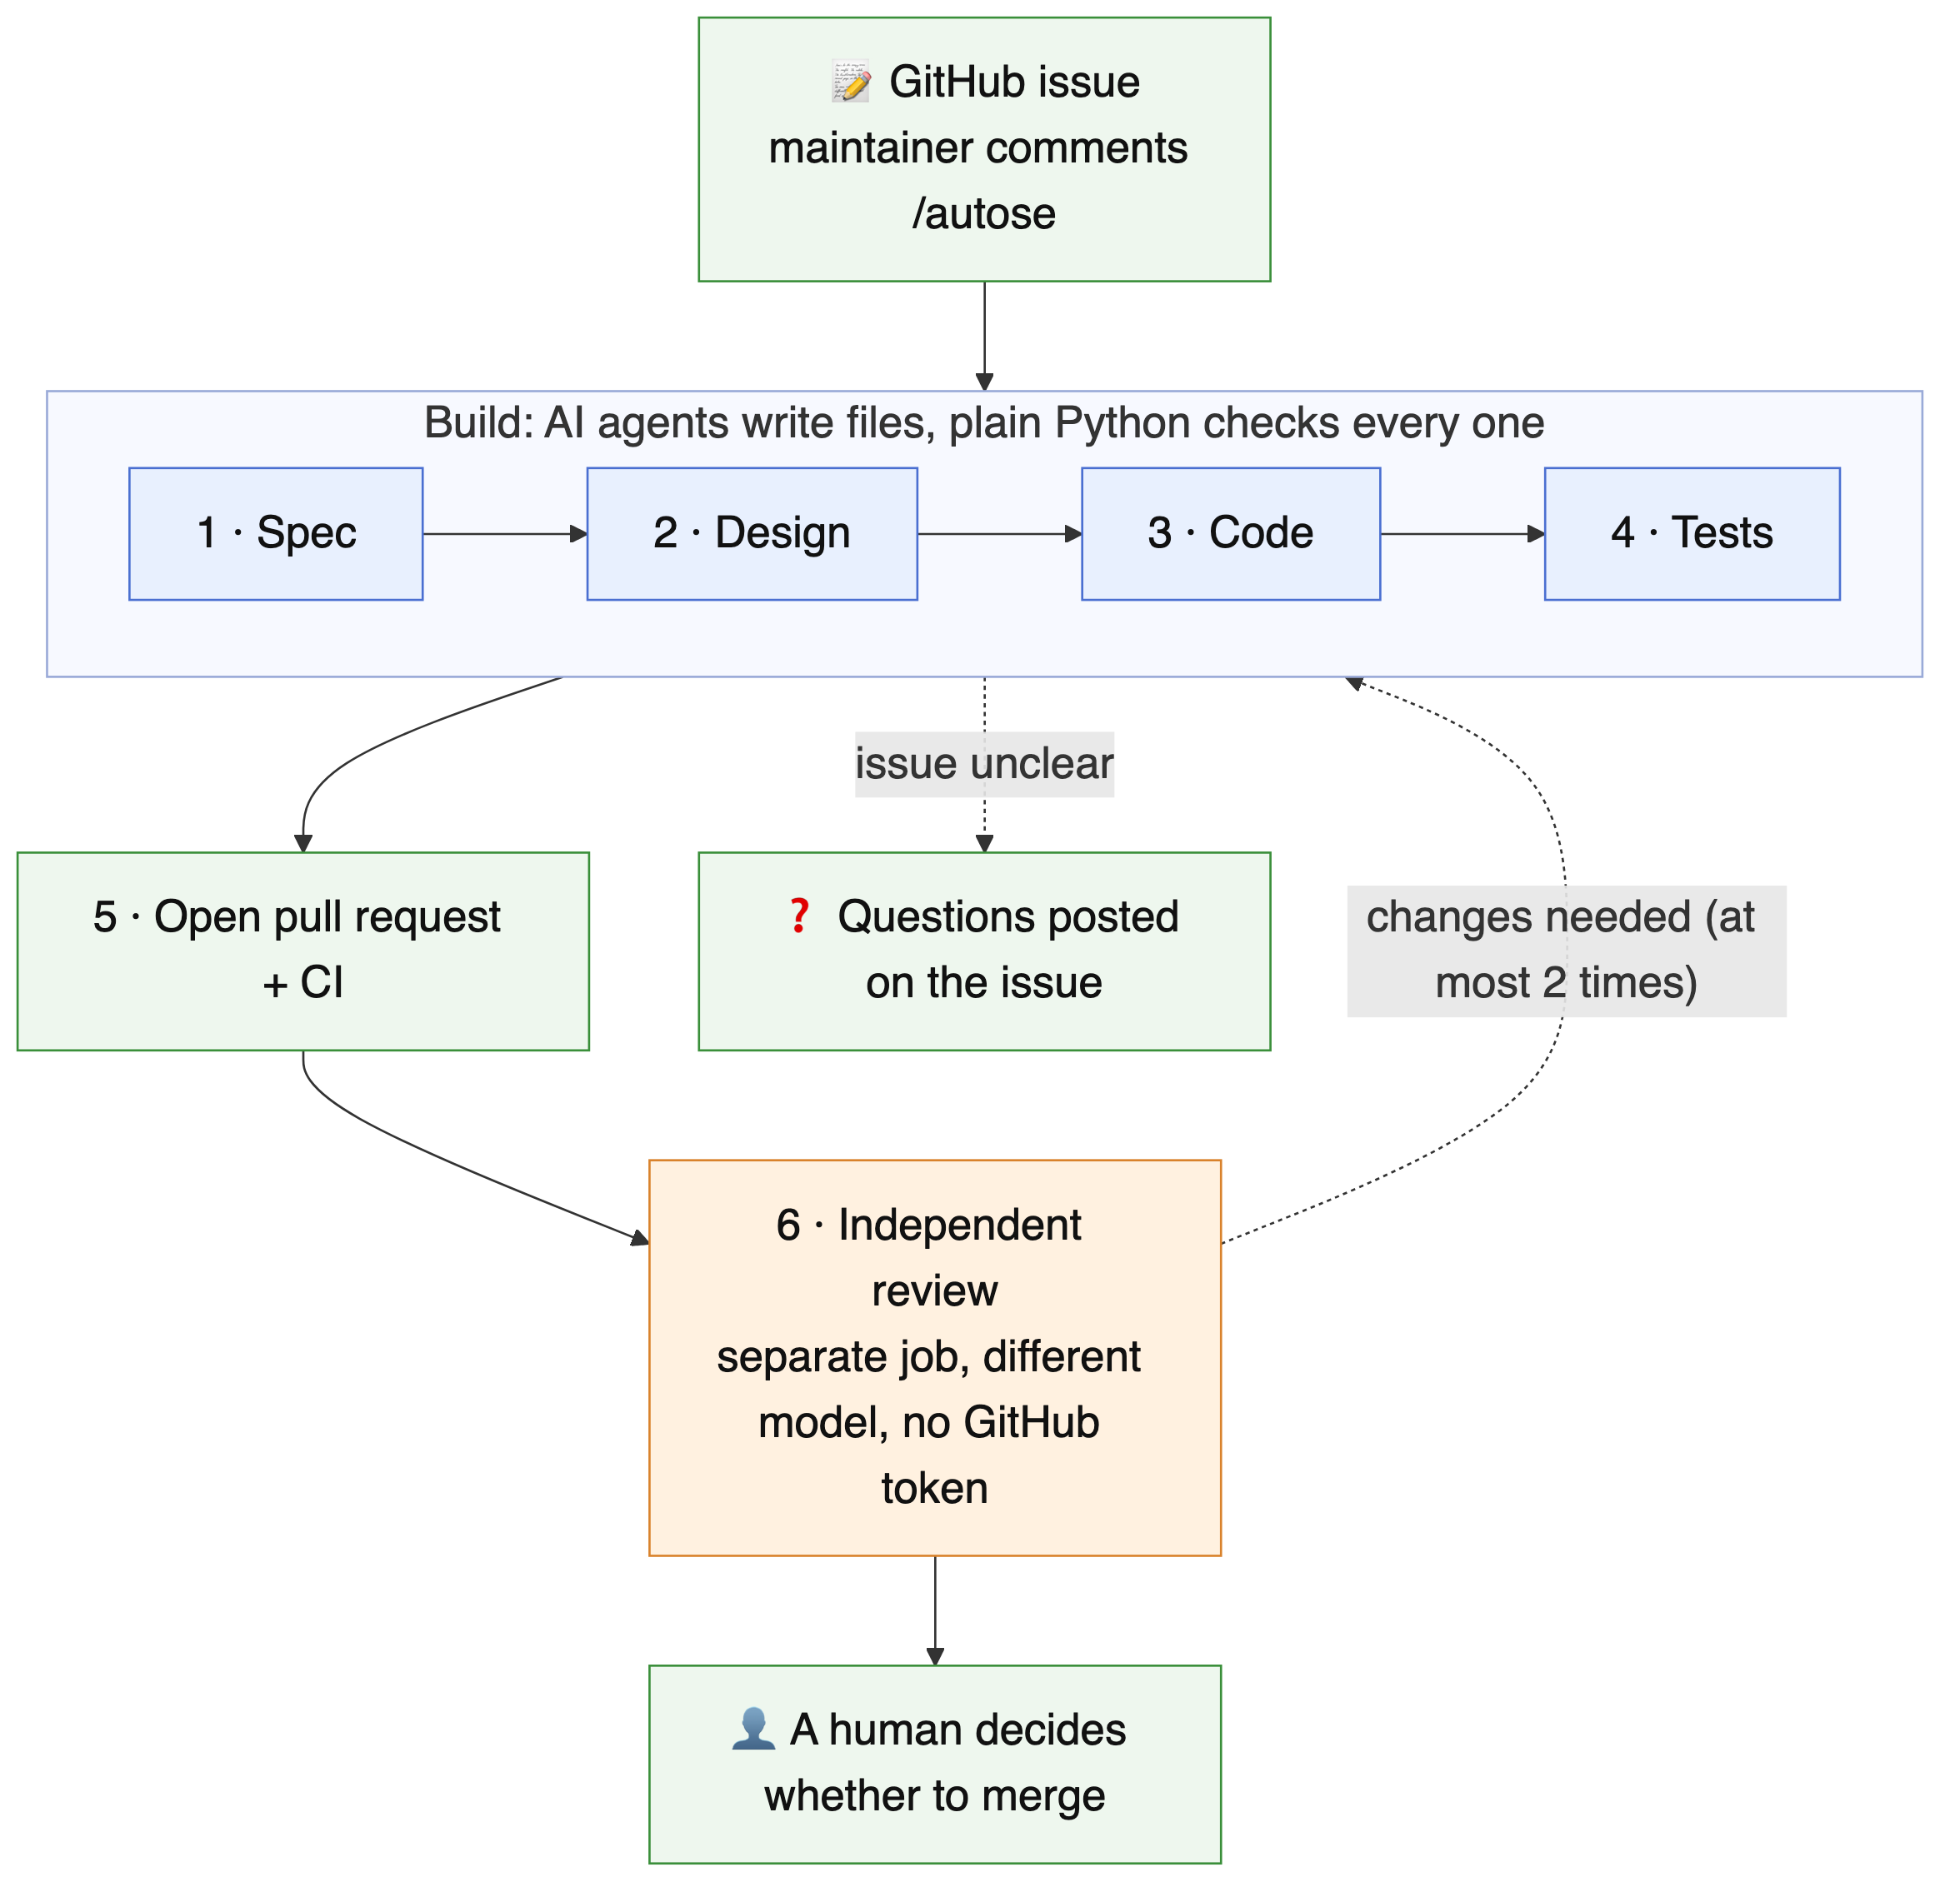 📝 GitHub issue
maintainer comments
/autose
Build: AI agents write files, plain Python checks every one
1 · Spec
2 · Design
3 · Code
4 · Tests
issue unclear
5 · Open pull request
+ CI
❓ Questions posted
on the issue
changes needed (at
most 2 times)
6 · Independent
review
separate job, different
model, no GitHub
token
👤 A human decides
whether to merge